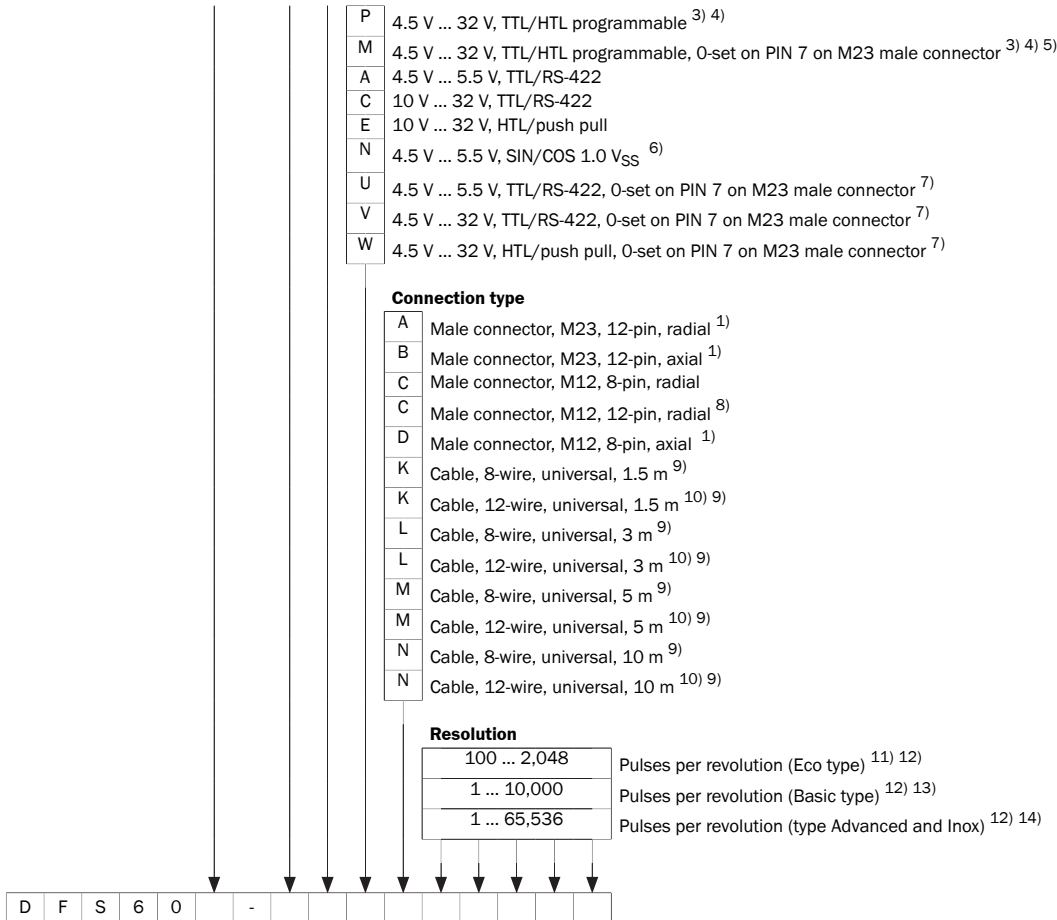 P 4.5 V ... 32 V, TTL/HTL programmable 3) 4)
M 4.5 V ... 32 V, TTL/HTL programmable, 0-set on PIN 7 on M23 male connector 3) 4) 5)
A 4.5 V ... 5.5 V, TTL/RS-422
C 10 V ... 32 V, TTL/RS-422
E 10 V ... 32 V, HTL/push pull
N 4.5 V ... 5.5 V, SIN/COS 1.0 VSS 6)
U 4.5 V ... 5.5 V, TTL/RS-422, 0-set on PIN 7 on M23 male connector 7)
V 4.5 V ... 32 V, TTL/RS-422, 0-set on PIN 7 on M23 male connector 7)
W 4.5 V ... 32 V, HTL/push pull, 0-set on PIN 7 on M23 male connector 7)
Connection type
A Male connector, M23, 12-pin, radial 1)
B Male connector, M23, 12-pin, axial 1)
C Male connector, M12, 8-pin, radial
C Male connector, M12, 12-pin, radial 8)
D Male connector, M12, 8-pin, axial 1)
K Cable, 8-wire, universal, 1.5 m 9)
K Cable, 12-wire, universal, 1.5 m 10) 9)
L Cable, 8-wire, universal, 3 m 9)
L Cable, 12-wire, universal, 3 m 10) 9)
M Cable, 8-wire, universal, 5 m 9)
M Cable, 12-wire, universal, 5 m 10) 9)
N Cable, 8-wire, universal, 10 m 9)
N Cable, 12-wire, universal, 10 m 10) 9)
Resolution
100 ... 2,048 Pulses per revolution (Eco type) 11) 12)
1 ... 10,000 Pulses per revolution (Basic type) 12) 13)
1 ... 65,536 Pulses per revolution (type Advanced and Inox) 12) 14)
D F S 6 0 -